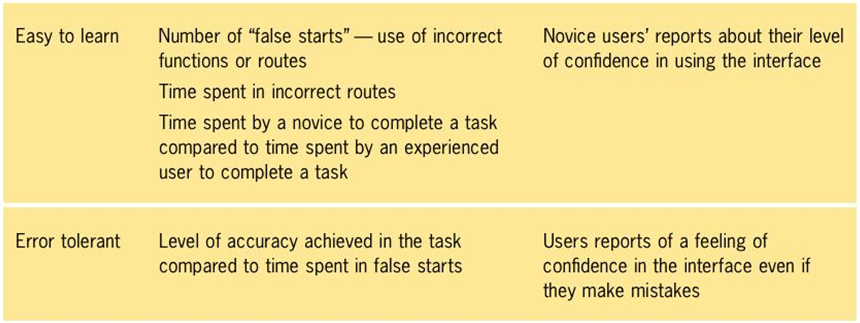 Easy to learn
Number of “false starts” — use of incorrect
functions or routes
Time spent in incorrect routes
Time spent by a novice to complete a task
compared to time spent by an experienced
user to complete a task
Novice users’ reports about their level
of confidence in using the interface
Error tolerant
Level of accuracy achieved in the task
compared to time spent in false starts
Users reports of a feeling of
confidence in the interface even if
they make mistakes